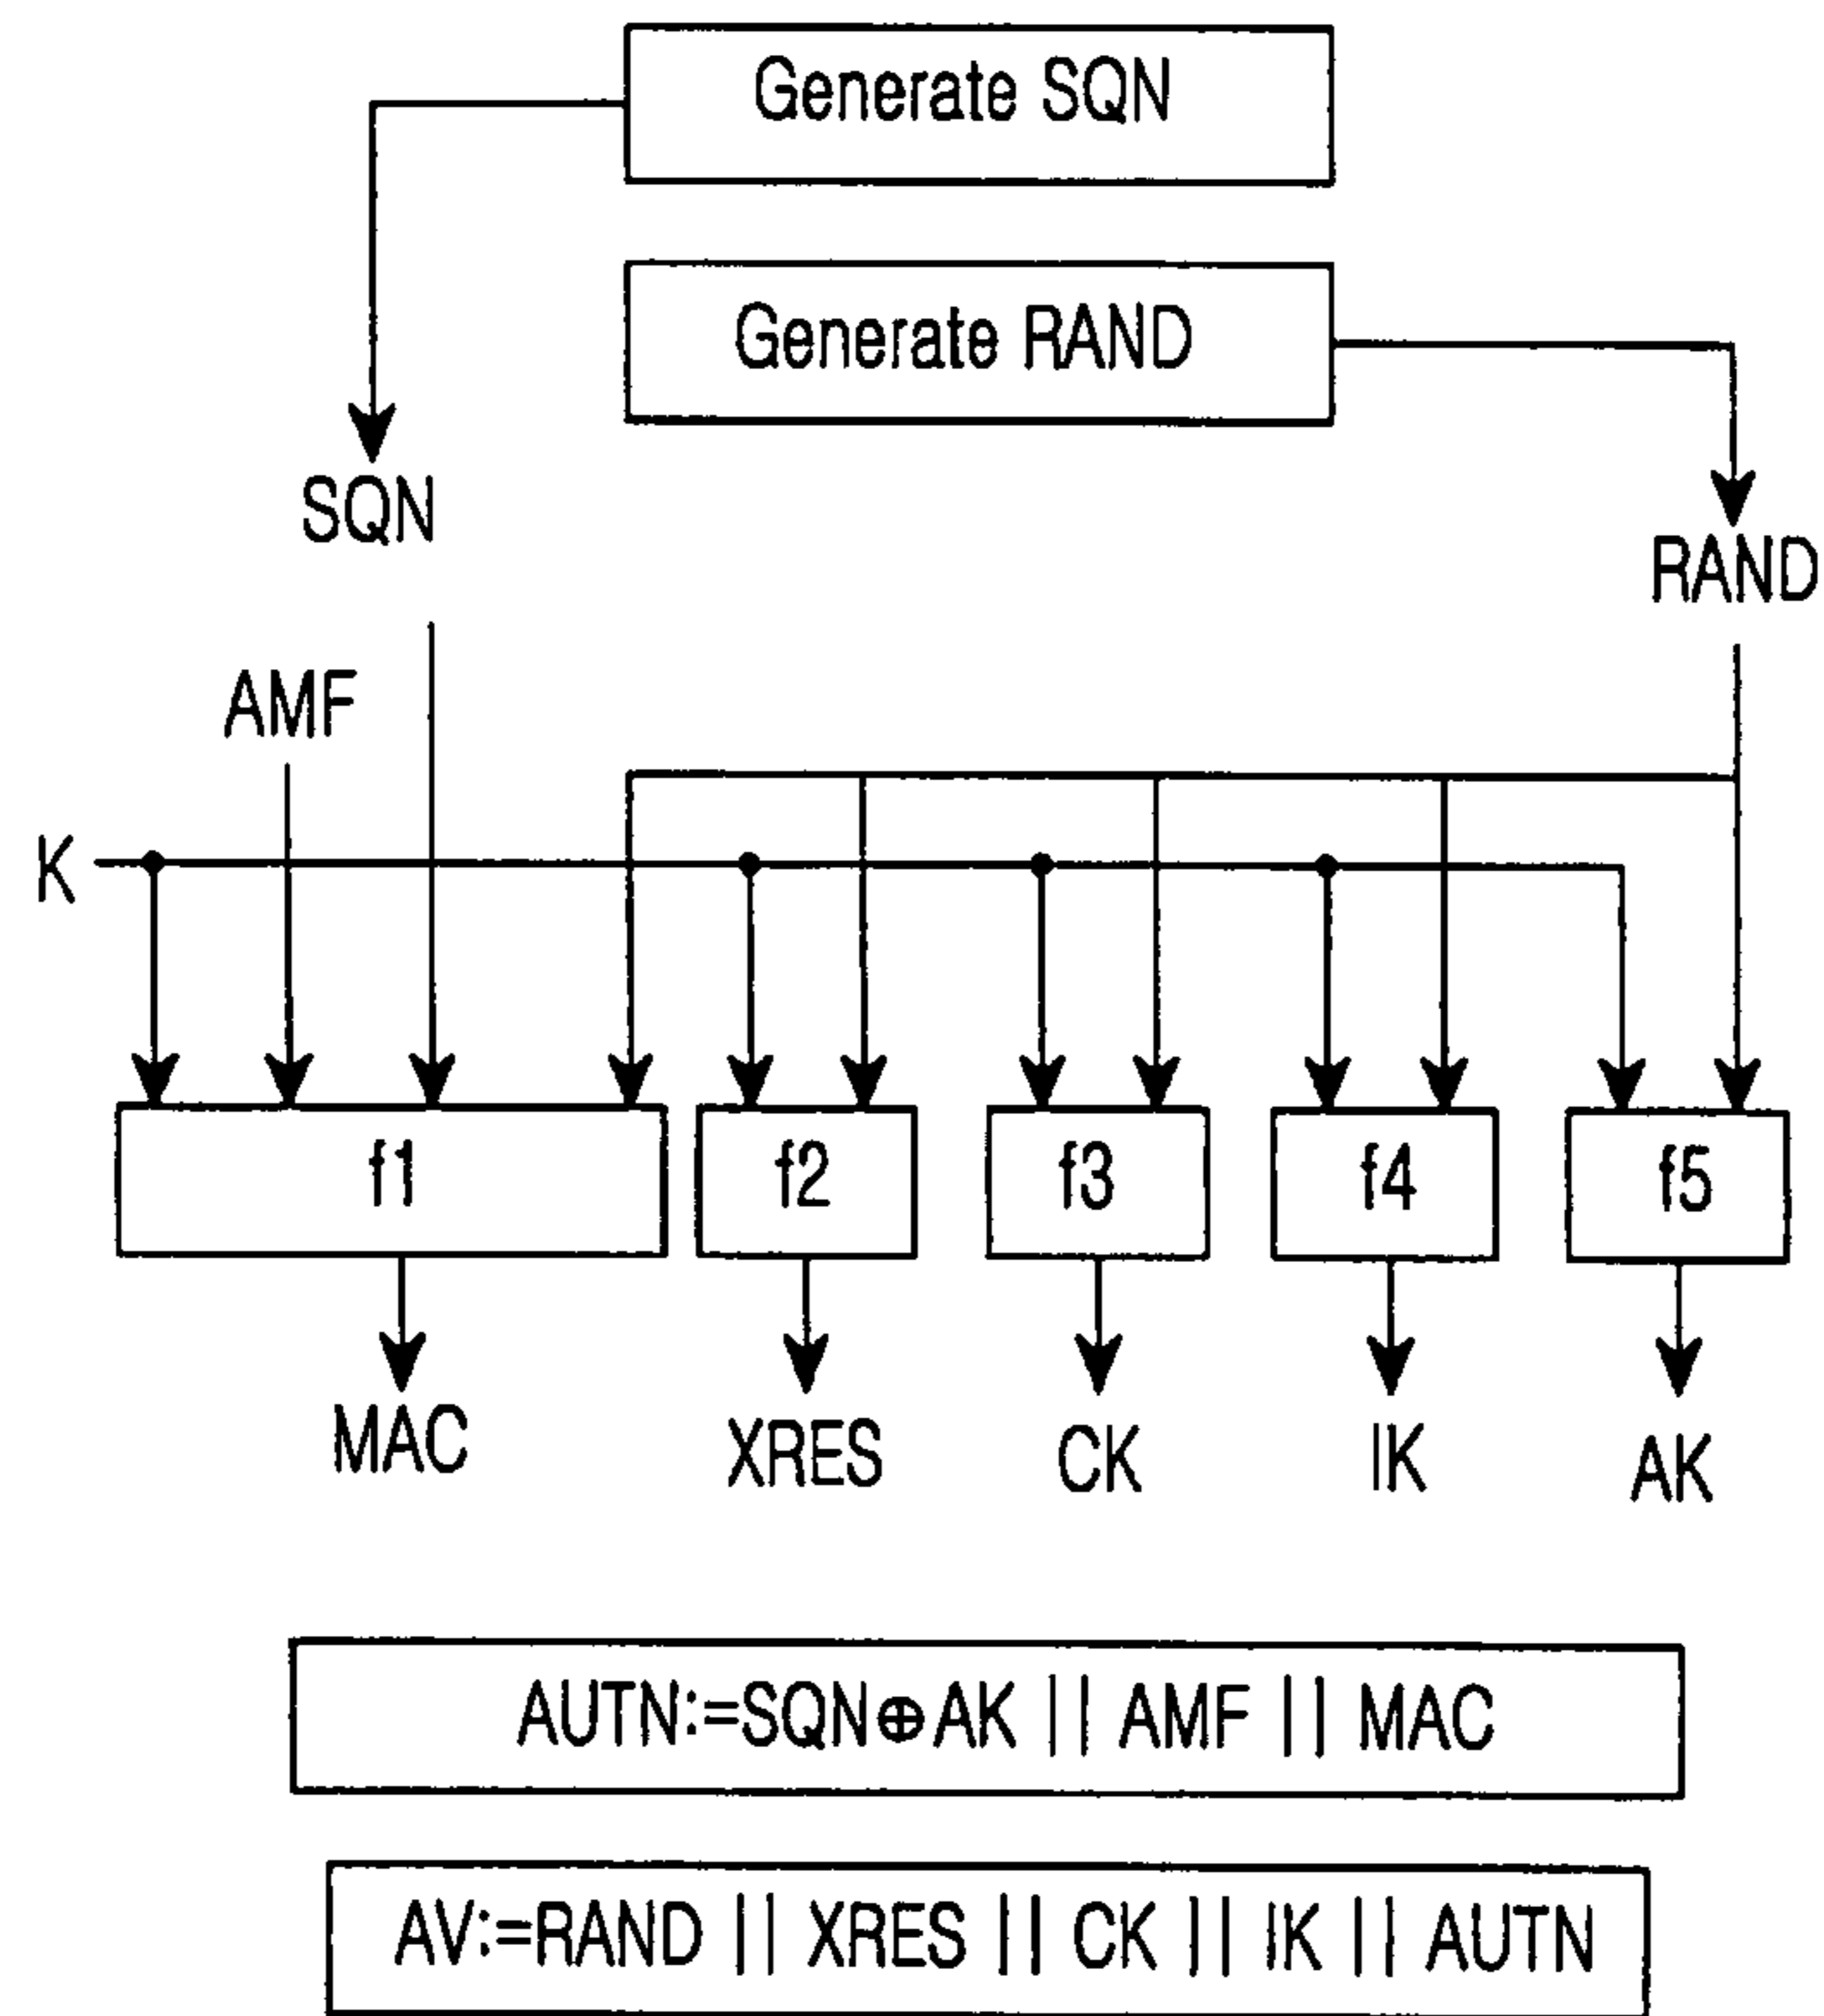 Generate SQN
Generate RAND
SQN
RAND
AMF
K
f1
f2
f3
f4
f5
MAC
XRES
CK
IK
AK
AUTN:=SQN⊕AK || AMF || MAC
AV:=RAND || XRES || CK || IK || AUTN